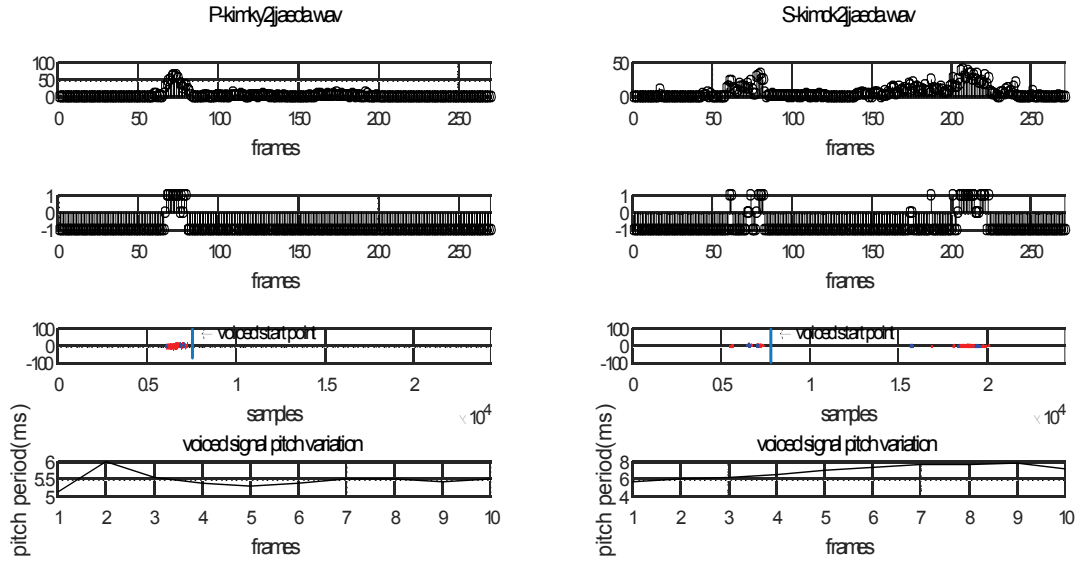 P-kimky2jjaeda.wav
100
50
0
0 50 100 150 200 250
frames
1
0
-1
0 50 100 150 200 250
frames
100
0
-100
← voiced start point
0 0.5 1 1.5 2
samples
× 10⁴
voiced signal pitch variation
pitch period(ms)
6
5.5
5
1 2 3 4 5 6 7 8 9 10
frames
S-kimdk2jjaeda.wav
50
0
0 50 100 150 200 250
frames
1
0
-1
0 50 100 150 200 250
frames
100
0
-100
← voiced start point
0 0.5 1 1.5 2
samples
× 10⁴
voiced signal pitch variation
pitch period(ms)
8
6
4
1 2 3 4 5 6 7 8 9 10
frames